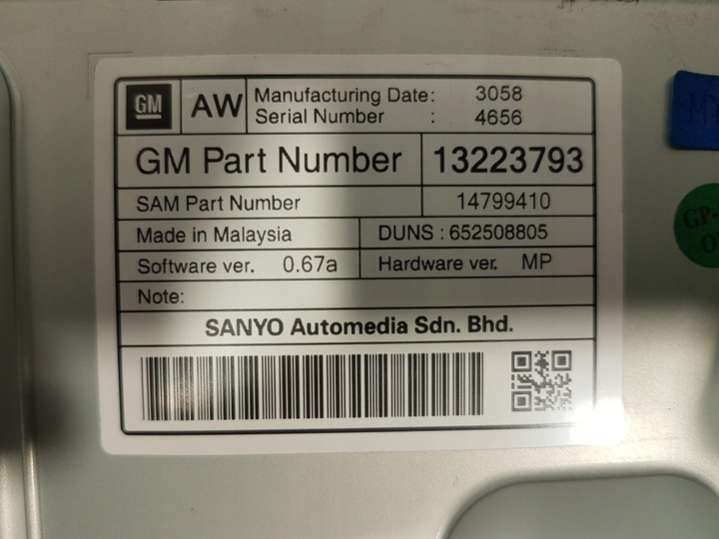 GM
AW
Manufacturing Date: 3058
Serial Number : 4656
GM Part Number 13223793
SAM Part Number 14799410
Made in Malaysia DUNS : 652508805
Software ver. 0.67a Hardware ver. MP
Note:
SANYO Automedia Sdn. Bhd.